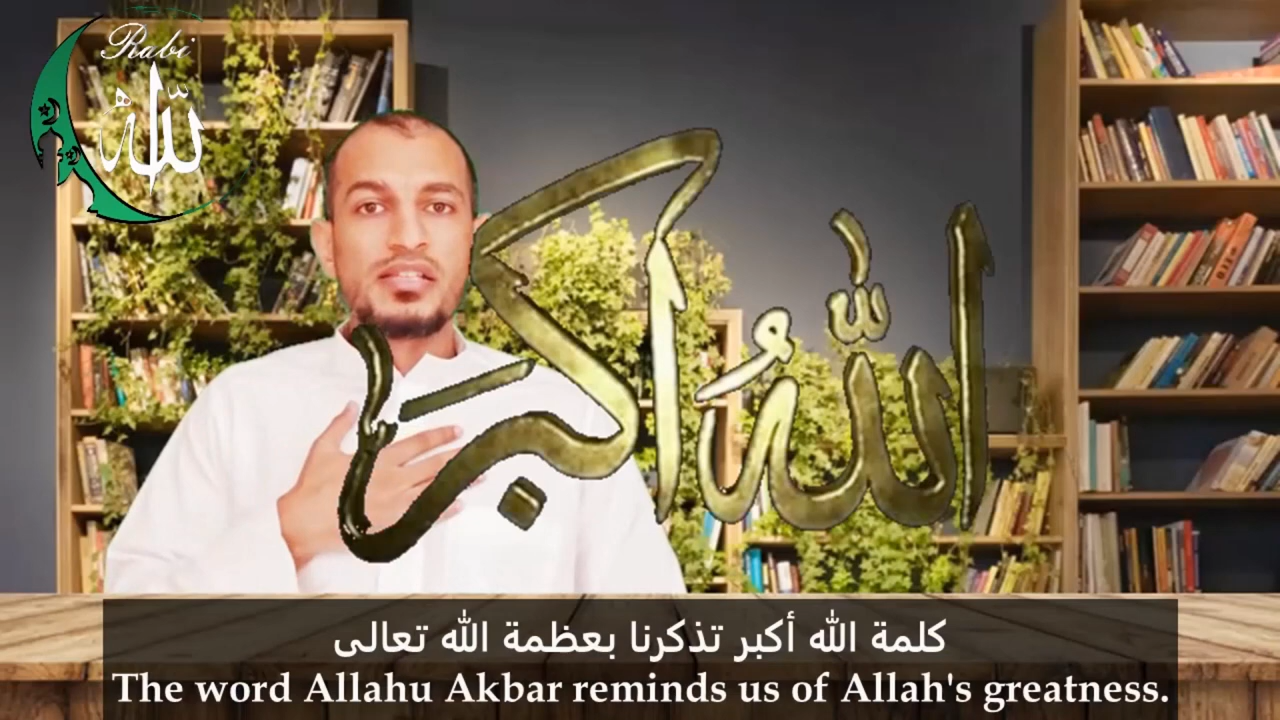 Rabi
الله
الله أكبر
كلمة الله أكبر تذكرنا بعظمة الله تعالى
The word Allahu Akbar reminds us of Allah's greatness.